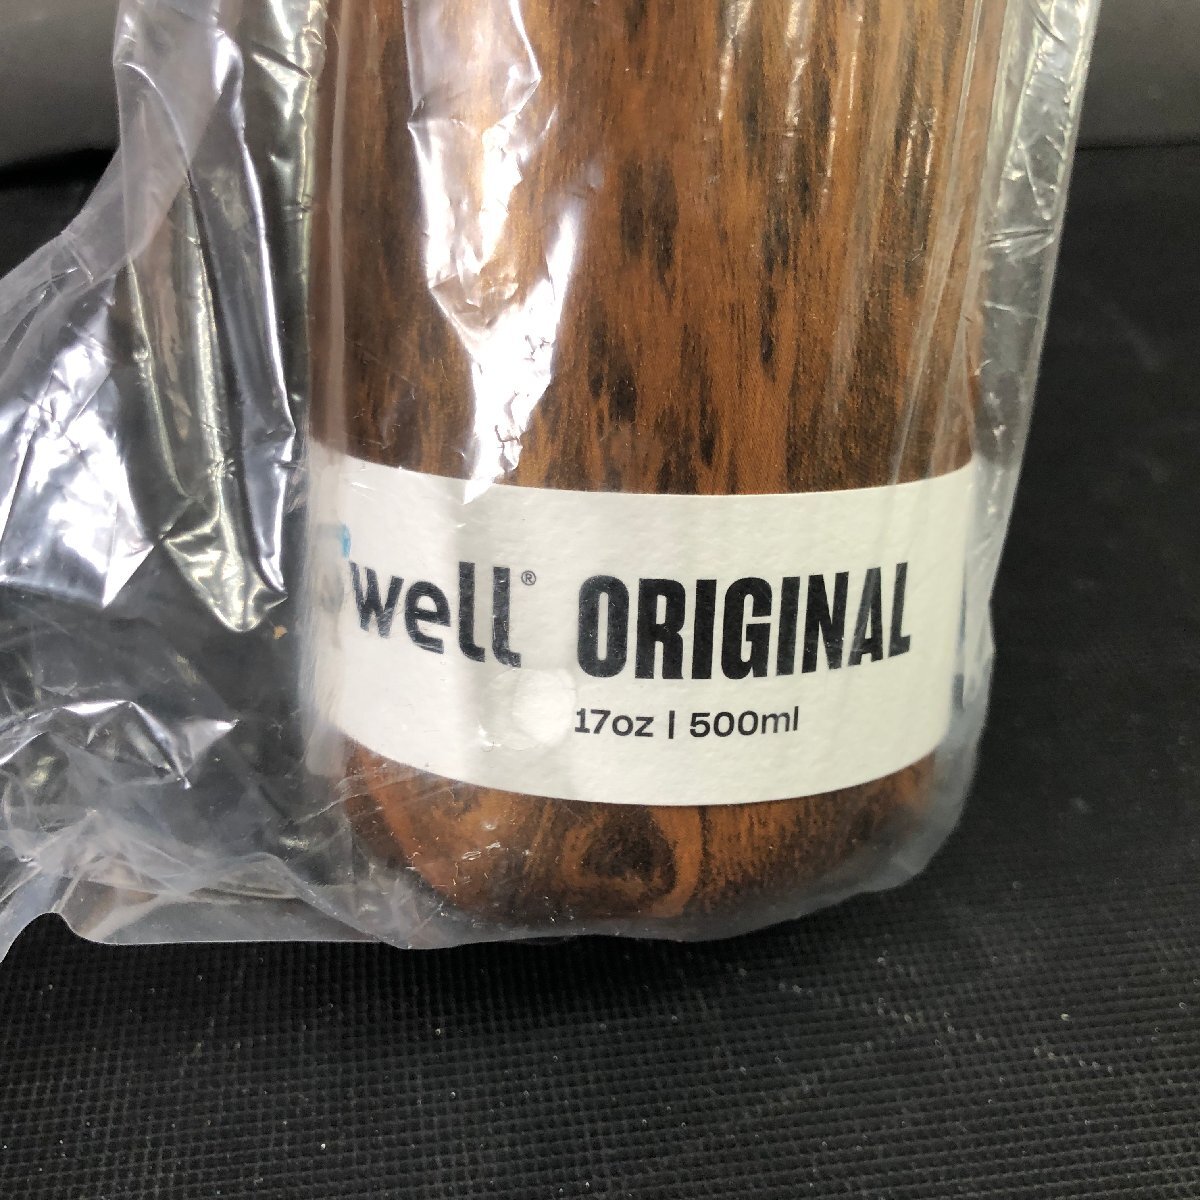 S'well® ORIGINAL
17oz | 500ml